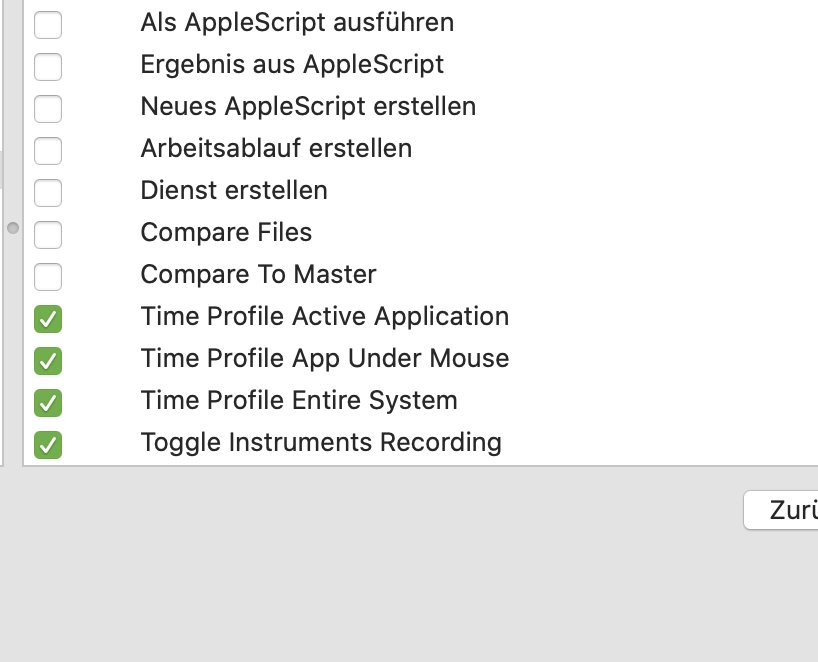 Als AppleScript ausführen
Ergebnis aus AppleScript
Neues AppleScript erstellen
Arbeitsablauf erstellen
Dienst erstellen
Compare Files
Compare To Master
Time Profile Active Application
Time Profile App Under Mouse
Time Profile Entire System
Toggle Instruments Recording